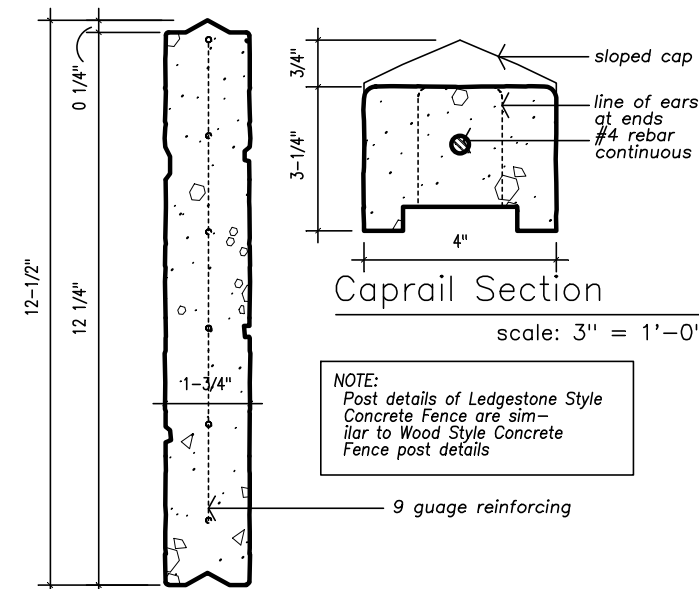 12-1/2"
0 1/4"
12 1/4"
1-3/4"
9 guage reinforcing
3/4"
3-1/4"
4"
sloped cap
line of ears
at ends
#4 rebar
continuous
Caprail Section
scale: 3" = 1'-0"
NOTE:
Post details of Ledgestone Style
Concrete Fence are sim-
ilar to Wood Style Concrete
Fence post details